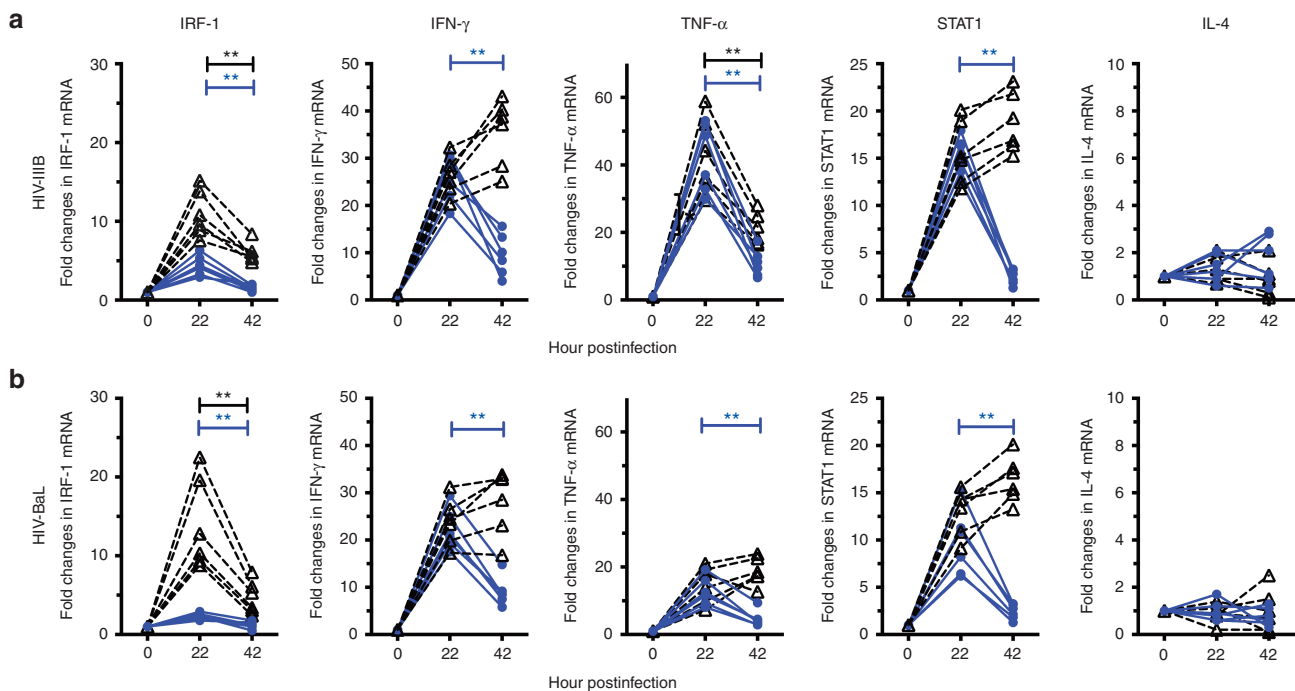 a
IRF-1 IFN-γ TNF-α STAT1 IL-4
HIV-IIIB
Fold changes in IRF-1 mRNA
30
20
10
0
0 22 42
**
**
Fold changes in IFN-γ mRNA
50
40
30
20
10
0
0 22 42
**
Fold changes in TNF-α mRNA
60
40
20
0
0 22 42
**
**
Fold changes in STAT1 mRNA
25
20
15
10
5
0
0 22 42
**
Fold changes in IL-4 mRNA
10
8
6
4
2
0
0 22 42
Hour postinfection
b
HIV-BaL
Fold changes in IRF-1 mRNA
30
20
10
0
0 22 42
**
**
Fold changes in IFN-γ mRNA
50
40
30
20
10
0
0 22 42
**
Fold changes in TNF-α mRNA
60
40
20
0
0 22 42
**
Fold changes in STAT1 mRNA
25
20
15
10
5
0
0 22 42
**
Fold changes in IL-4 mRNA
10
8
6
4
2
0
0 22 42
Hour postinfection